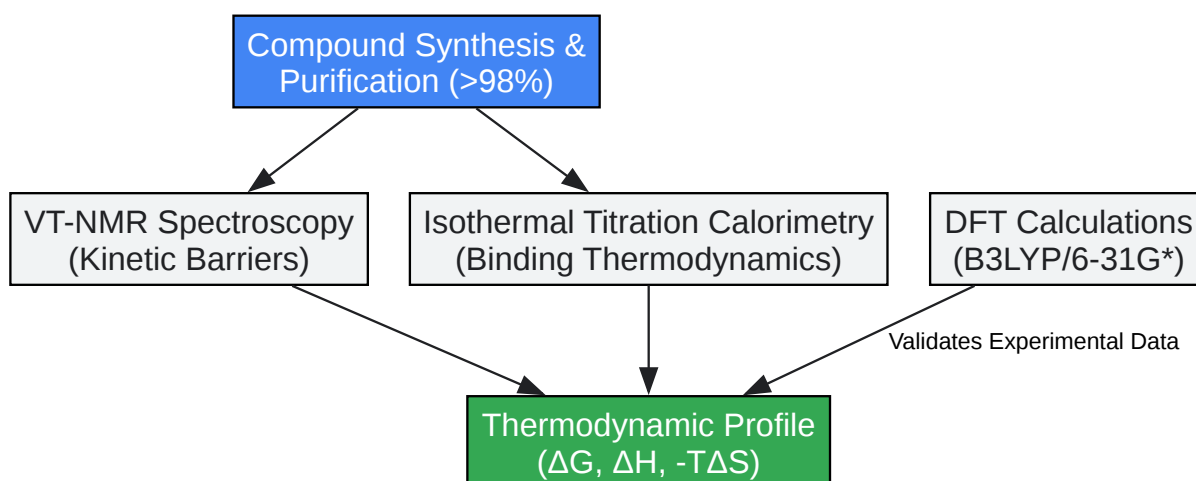 Compound Synthesis &
Purification (>98%)
VT-NMR Spectroscopy
(Kinetic Barriers)
Isothermal Titration Calorimetry
(Binding Thermodynamics)
DFT Calculations
(B3LYP/6-31G*)
Validates Experimental Data
Thermodynamic Profile
(ΔG, ΔH, -TΔS)